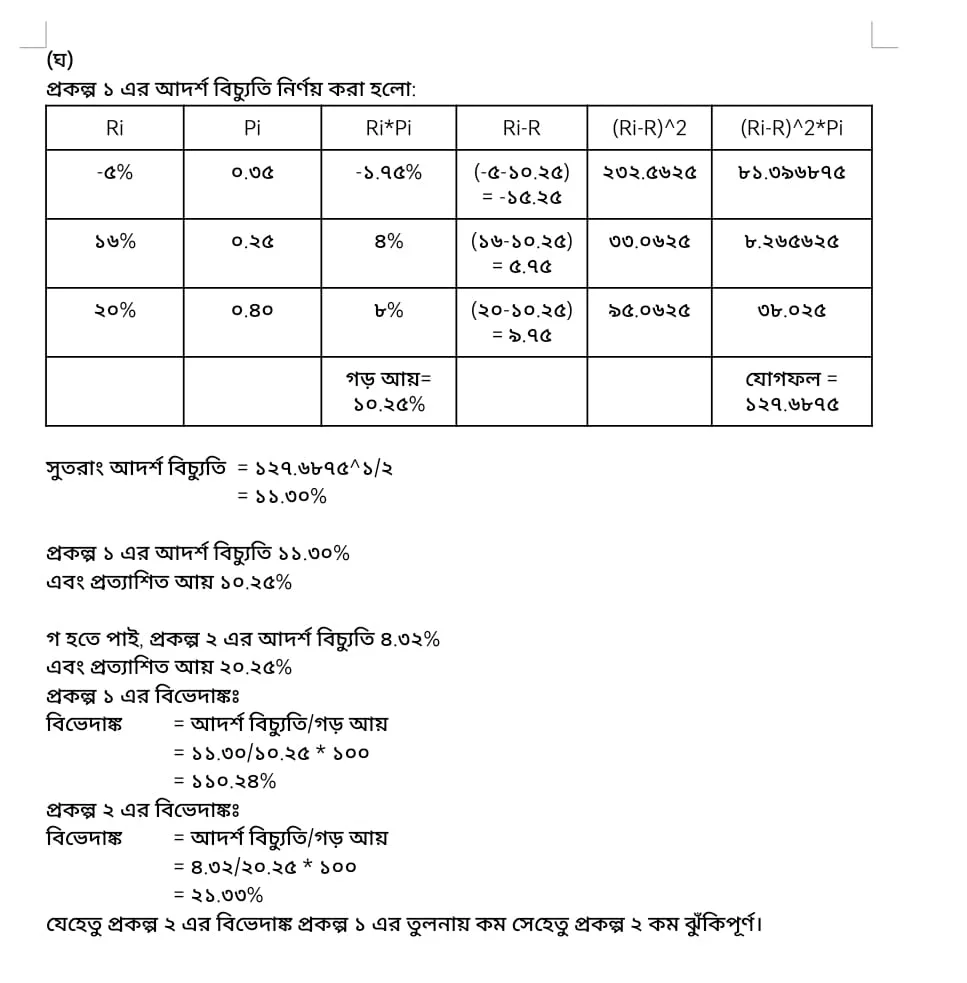 (ঘ)
প্রকল্প ১ এর আদর্শ বিচ্যুতি নির্ণয় করা হলো:
Ri Pi Ri*Pi Ri-R (Ri-R)^2 (Ri-R)^2*Pi
-৫% ০.৩৫ -১.৭৫% (-৫-১০.২৫) ২৩২.৫৬২৫ ৮১.৩৯৬৮৭৫
= -১৫.২৫
১৬% ০.২৫ ৪% (১৬-১০.২৫) ৩৩.০৬২৫ ৮.২৬৫৬২৫
= ৫.৭৫
২০% ০.৪০ ৮% (২০-১০.২৫) ৯৫.০৬২৫ ৩৮.০২৫
= ৯.৭৫
গড় আয়= যোগফল =
১০.২৫% ১২৭.৬৮৭৫
সুতরাং আদর্শ বিচ্যুতি = ১২৭.৬৮৭৫^১/২
= ১১.৩০%
প্রকল্প ১ এর আদর্শ বিচ্যুতি ১১.৩০%
এবং প্রত্যাশিত আয় ১০.২৫%
গ হতে পাই, প্রকল্প ২ এর আদর্শ বিচ্যুতি ৪.৩২%
এবং প্রত্যাশিত আয় ২০.২৫%
প্রকল্প ১ এর বিভেদাঙ্কঃ
বিভেদাঙ্ক = আদর্শ বিচ্যুতি/গড় আয়
= ১১.৩০/১০.২৫ * ১০০
= ১১০.২৪%
প্রকল্প ২ এর বিভেদাঙ্কঃ
বিভেদাঙ্ক = আদর্শ বিচ্যুতি/গড় আয়
= ৪.৩২/২০.২৫ * ১০০
= ২১.৩৩%
যেহেতু প্রকল্প ২ এর বিভেদাঙ্ক প্রকল্প ১ এর তুলনায় কম সেহেতু প্রকল্প ২ কম ঝুঁকিপূর্ণ।